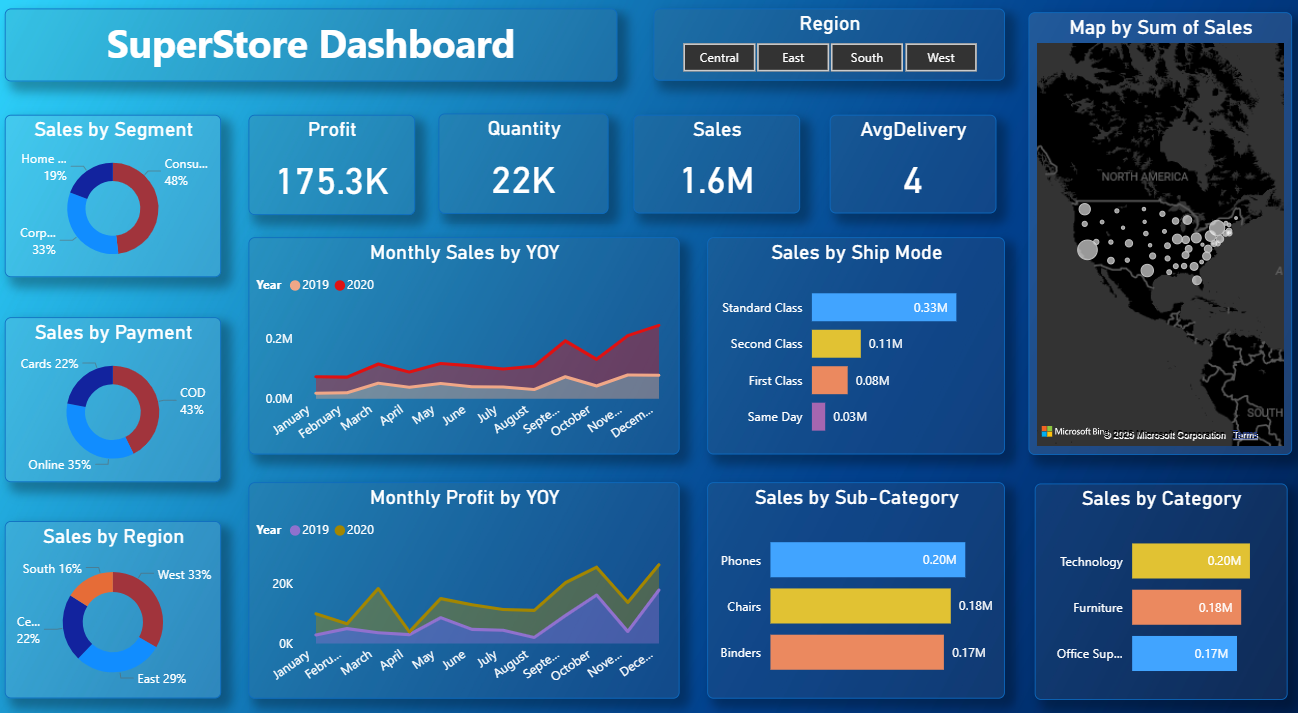 SuperStore Dashboard
Region
Central East South West
Map by Sum of Sales
NORTH AMERICA
SOUTH
A
Microsoft Bing
© 2025 Microsoft Corporation Terms
Sales by Segment
Home ...
19%
Consu...
48%
Corp...
33%
Profit
175.3K
Quantity
22K
Sales
1.6M
AvgDelivery
4
Monthly Sales by YOY
Year 2019 2020
0.2M
0.0M
January
February
March
April
May
June
July
August
Septe...
October
Nove...
Decem...
Sales by Ship Mode
Standard Class 0.33M
Second Class 0.11M
First Class 0.08M
Same Day 0.03M
Sales by Payment
Cards 22%
COD
43%
Online 35%
Sales by Region
South 16%
West 33%
Ce...
22%
East 29%
Monthly Profit by YOY
Year 2019 2020
20K
0K
January
Febru...
March
April
May
June
July
August
Septe...
October
Nove...
Dece...
Sales by Sub-Category
Phones 0.20M
Chairs 0.18M
Binders 0.17M
Sales by Category
Technology 0.20M
Furniture 0.18M
Office Sup... 0.17M